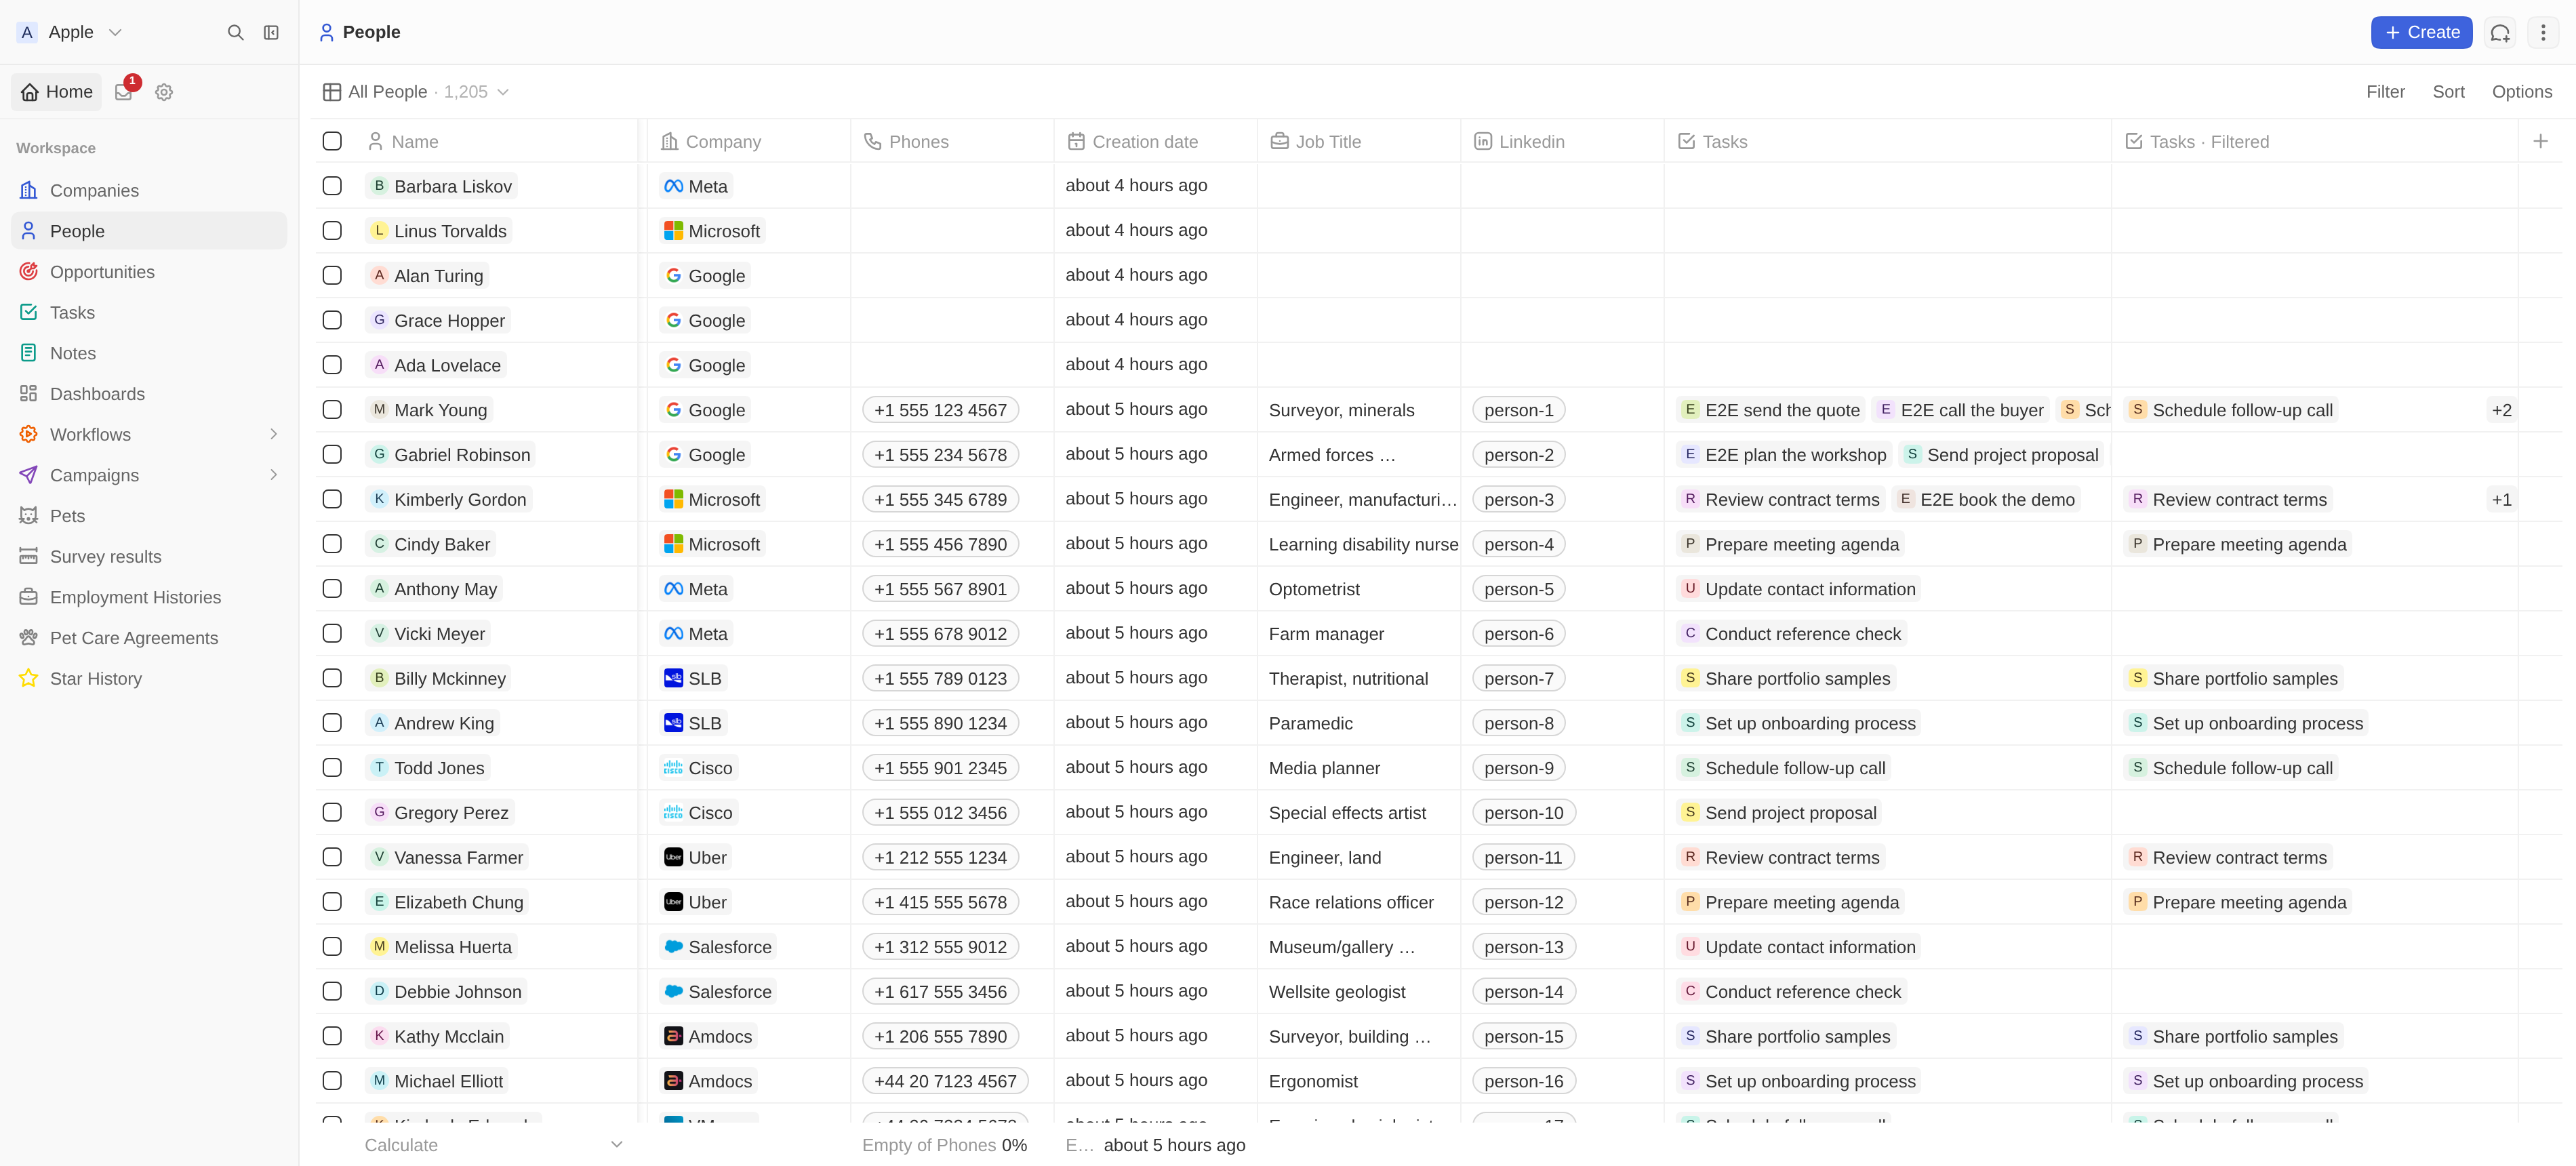 A Apple People + Create
Home 1 All People · 1,205 Filter Sort Options
Workspace
Companies
People
Opportunities
Tasks
Notes
Dashboards
Workflows
Campaigns
Pets
Survey results
Employment Histories
Pet Care Agreements
Star History
Name Company Phones Creation date Job Title Linkedin Tasks Tasks · Filtered
B Barbara Liskov Meta about 4 hours ago
L Linus Torvalds Microsoft about 4 hours ago
A Alan Turing Google about 4 hours ago
G Grace Hopper Google about 4 hours ago
A Ada Lovelace Google about 4 hours ago
M Mark Young Google +1 555 123 4567 about 5 hours ago Surveyor, minerals person-1 E E2E send the quote E E2E call the buyer S Sch S Schedule follow-up call +2
G Gabriel Robinson Google +1 555 234 5678 about 5 hours ago Armed forces … person-2 E E2E plan the workshop S Send project proposal
K Kimberly Gordon Microsoft +1 555 345 6789 about 5 hours ago Engineer, manufacturi… person-3 R Review contract terms E E2E book the demo R Review contract terms +1
C Cindy Baker Microsoft +1 555 456 7890 about 5 hours ago Learning disability nurse person-4 P Prepare meeting agenda P Prepare meeting agenda
A Anthony May Meta +1 555 567 8901 about 5 hours ago Optometrist person-5 U Update contact information
V Vicki Meyer Meta +1 555 678 9012 about 5 hours ago Farm manager person-6 C Conduct reference check
B Billy Mckinney slb SLB +1 555 789 0123 about 5 hours ago Therapist, nutritional person-7 S Share portfolio samples S Share portfolio samples
A Andrew King slb SLB +1 555 890 1234 about 5 hours ago Paramedic person-8 S Set up onboarding process S Set up onboarding process
T Todd Jones CISCO Cisco +1 555 901 2345 about 5 hours ago Media planner person-9 S Schedule follow-up call S Schedule follow-up call
G Gregory Perez CISCO Cisco +1 555 012 3456 about 5 hours ago Special effects artist person-10 S Send project proposal
V Vanessa Farmer Uber Uber +1 212 555 1234 about 5 hours ago Engineer, land person-11 R Review contract terms R Review contract terms
E Elizabeth Chung Uber Uber +1 415 555 5678 about 5 hours ago Race relations officer person-12 P Prepare meeting agenda P Prepare meeting agenda
M Melissa Huerta Salesforce +1 312 555 9012 about 5 hours ago Museum/gallery … person-13 U Update contact information
D Debbie Johnson Salesforce +1 617 555 3456 about 5 hours ago Wellsite geologist person-14 C Conduct reference check
K Kathy Mcclain a Amdocs +1 206 555 7890 about 5 hours ago Surveyor, building … person-15 S Share portfolio samples S Share portfolio samples
M Michael Elliott a Amdocs +44 20 7123 4567 about 5 hours ago Ergonomist person-16 S Set up onboarding process S Set up onboarding process
Calculate Empty of Phones 0% E… about 5 hours ago